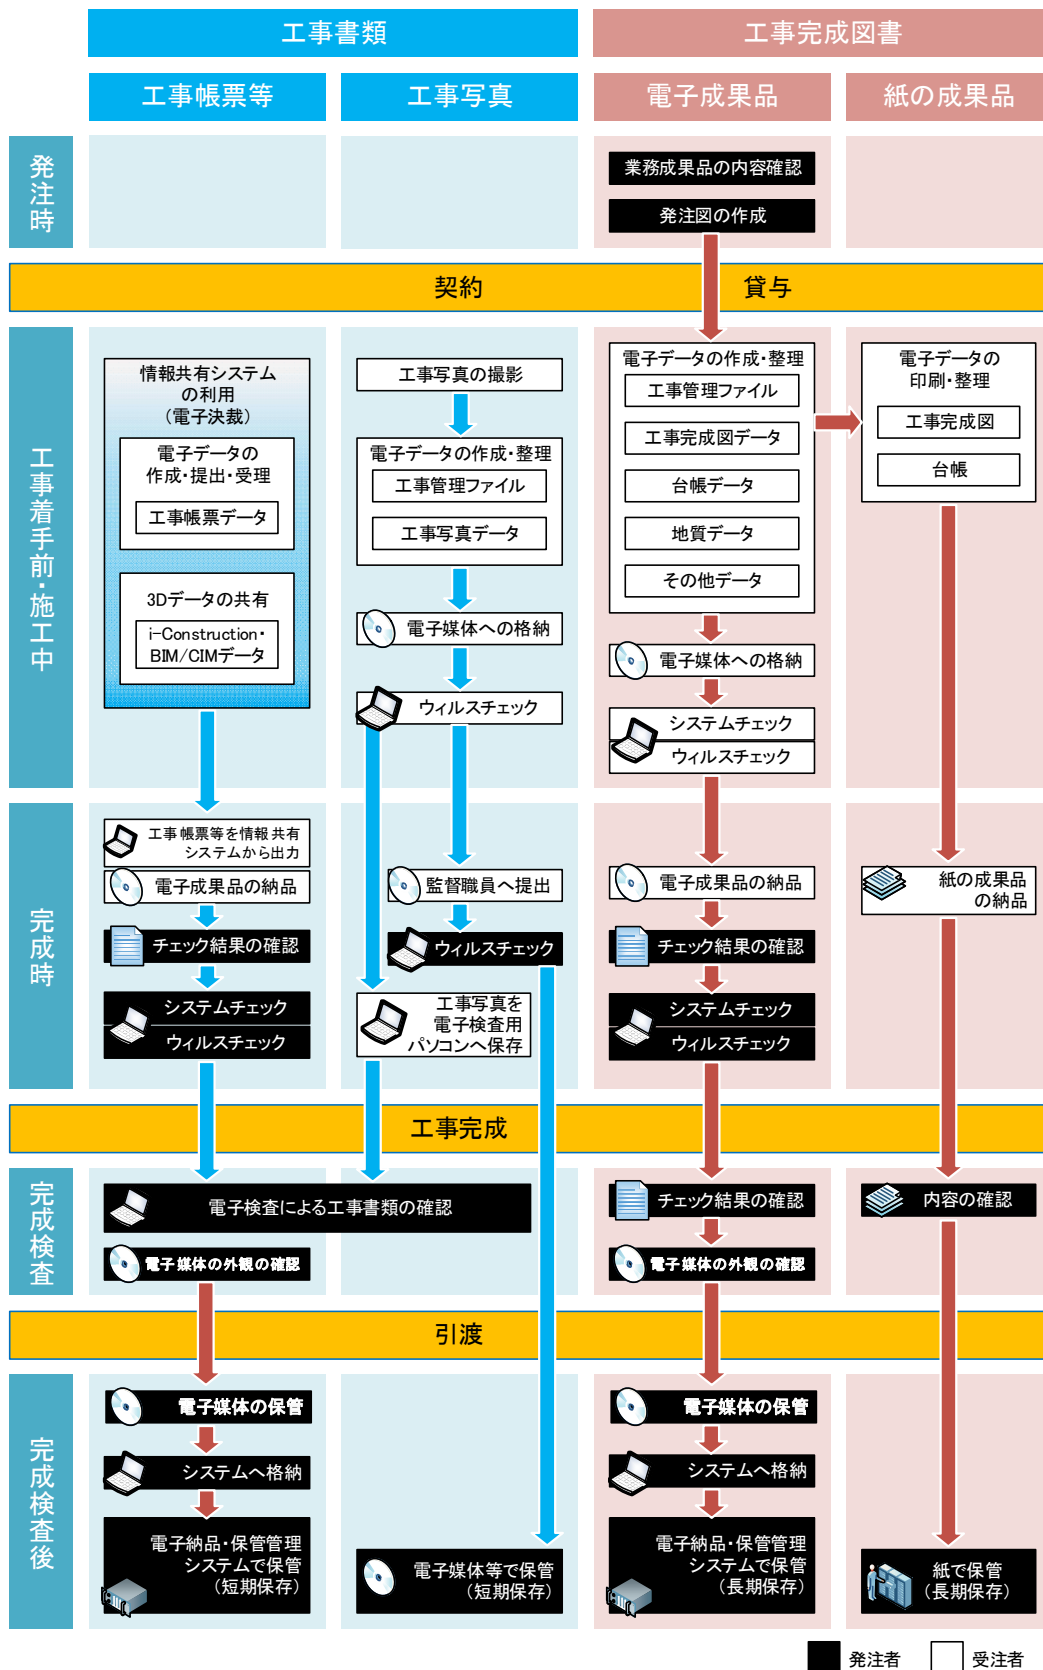 工事書類
工事完成図書
工事帳票等
工事写真
電子成果品
紙の成果品
発注時
業務成果品の内容確認
発注図の作成
契約
貸与
工事着手前・施工中
情報共有システム
の利用
（電子決裁）
電子データの
作成・提出・受理
工事帳票データ
3Dデータの共有
i-Construction・
BIM/CIMデータ
工事写真の撮影
電子データの作成・整理
工事管理ファイル
工事写真データ
電子媒体への格納
ウィルスチェック
電子データの作成・整理
工事管理ファイル
工事完成図データ
台帳データ
地質データ
その他データ
電子媒体への格納
システムチェック
ウィルスチェック
電子データの
印刷・整理
工事完成図
台帳
完成時
工事帳票等を情報共有
システムから出力
電子成果品の納品
チェック結果の確認
システムチェック
ウィルスチェック
監督職員へ提出
ウィルスチェック
工事写真を
電子検査用
パソコンへ保存
電子成果品の納品
チェック結果の確認
システムチェック
ウィルスチェック
紙の成果品
の納品
工事完成
完成検査
電子検査による工事書類の確認
電子媒体の外観の確認
チェック結果の確認
電子媒体の外観の確認
内容の確認
引渡
完成検査後
電子媒体の保管
システムへ格納
電子納品・保管管理
システムで保管
（短期保存）
電子媒体等で保管
（短期保存）
電子媒体の保管
システムへ格納
電子納品・保管管理
システムで保管
（長期保存）
紙で保管
（長期保存）
発注者
受注者